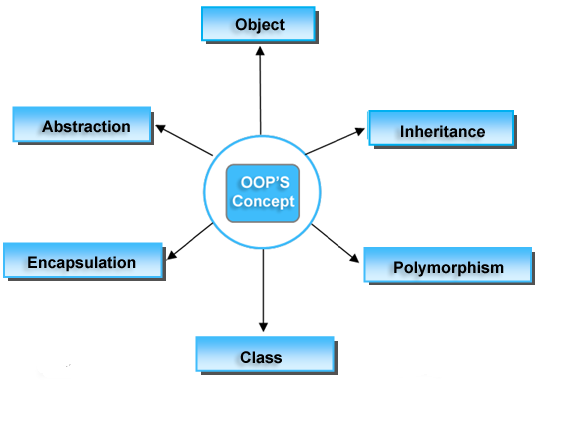 Object
Abstraction
Inheritance
OOP'S
Concept
Encapsulation
Polymorphism
Class